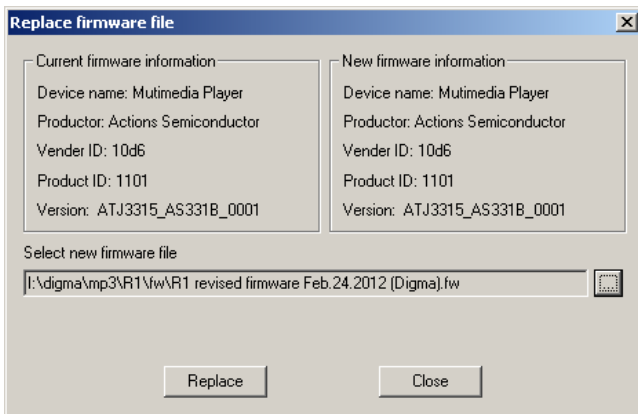 Replace firmware file
Current firmware information
Device name: Mutimedia Player
Productor: Actions Semiconductor
Vender ID: 10d6
Product ID: 1101
Version: ATJ3315_AS331B_0001
New firmware information
Device name: Mutimedia Player
Productor: Actions Semiconductor
Vender ID: 10d6
Product ID: 1101
Version: ATJ3315_AS331B_0001
Select new firmware file
I:\digma\mp3\R1\fw\R1 revised firmware Feb.24.2012 (Digma).fw
...
Replace
Close